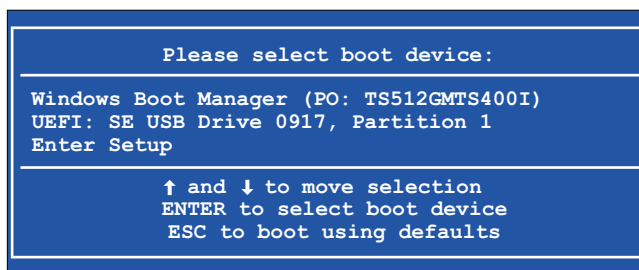 Please select boot device:
Windows Boot Manager (PO: TS512GMTS400I)
UEFI: SE USB Drive 0917, Partition 1
Enter Setup
↑ and ↓ to move selection
ENTER to select boot device
ESC to boot using defaults